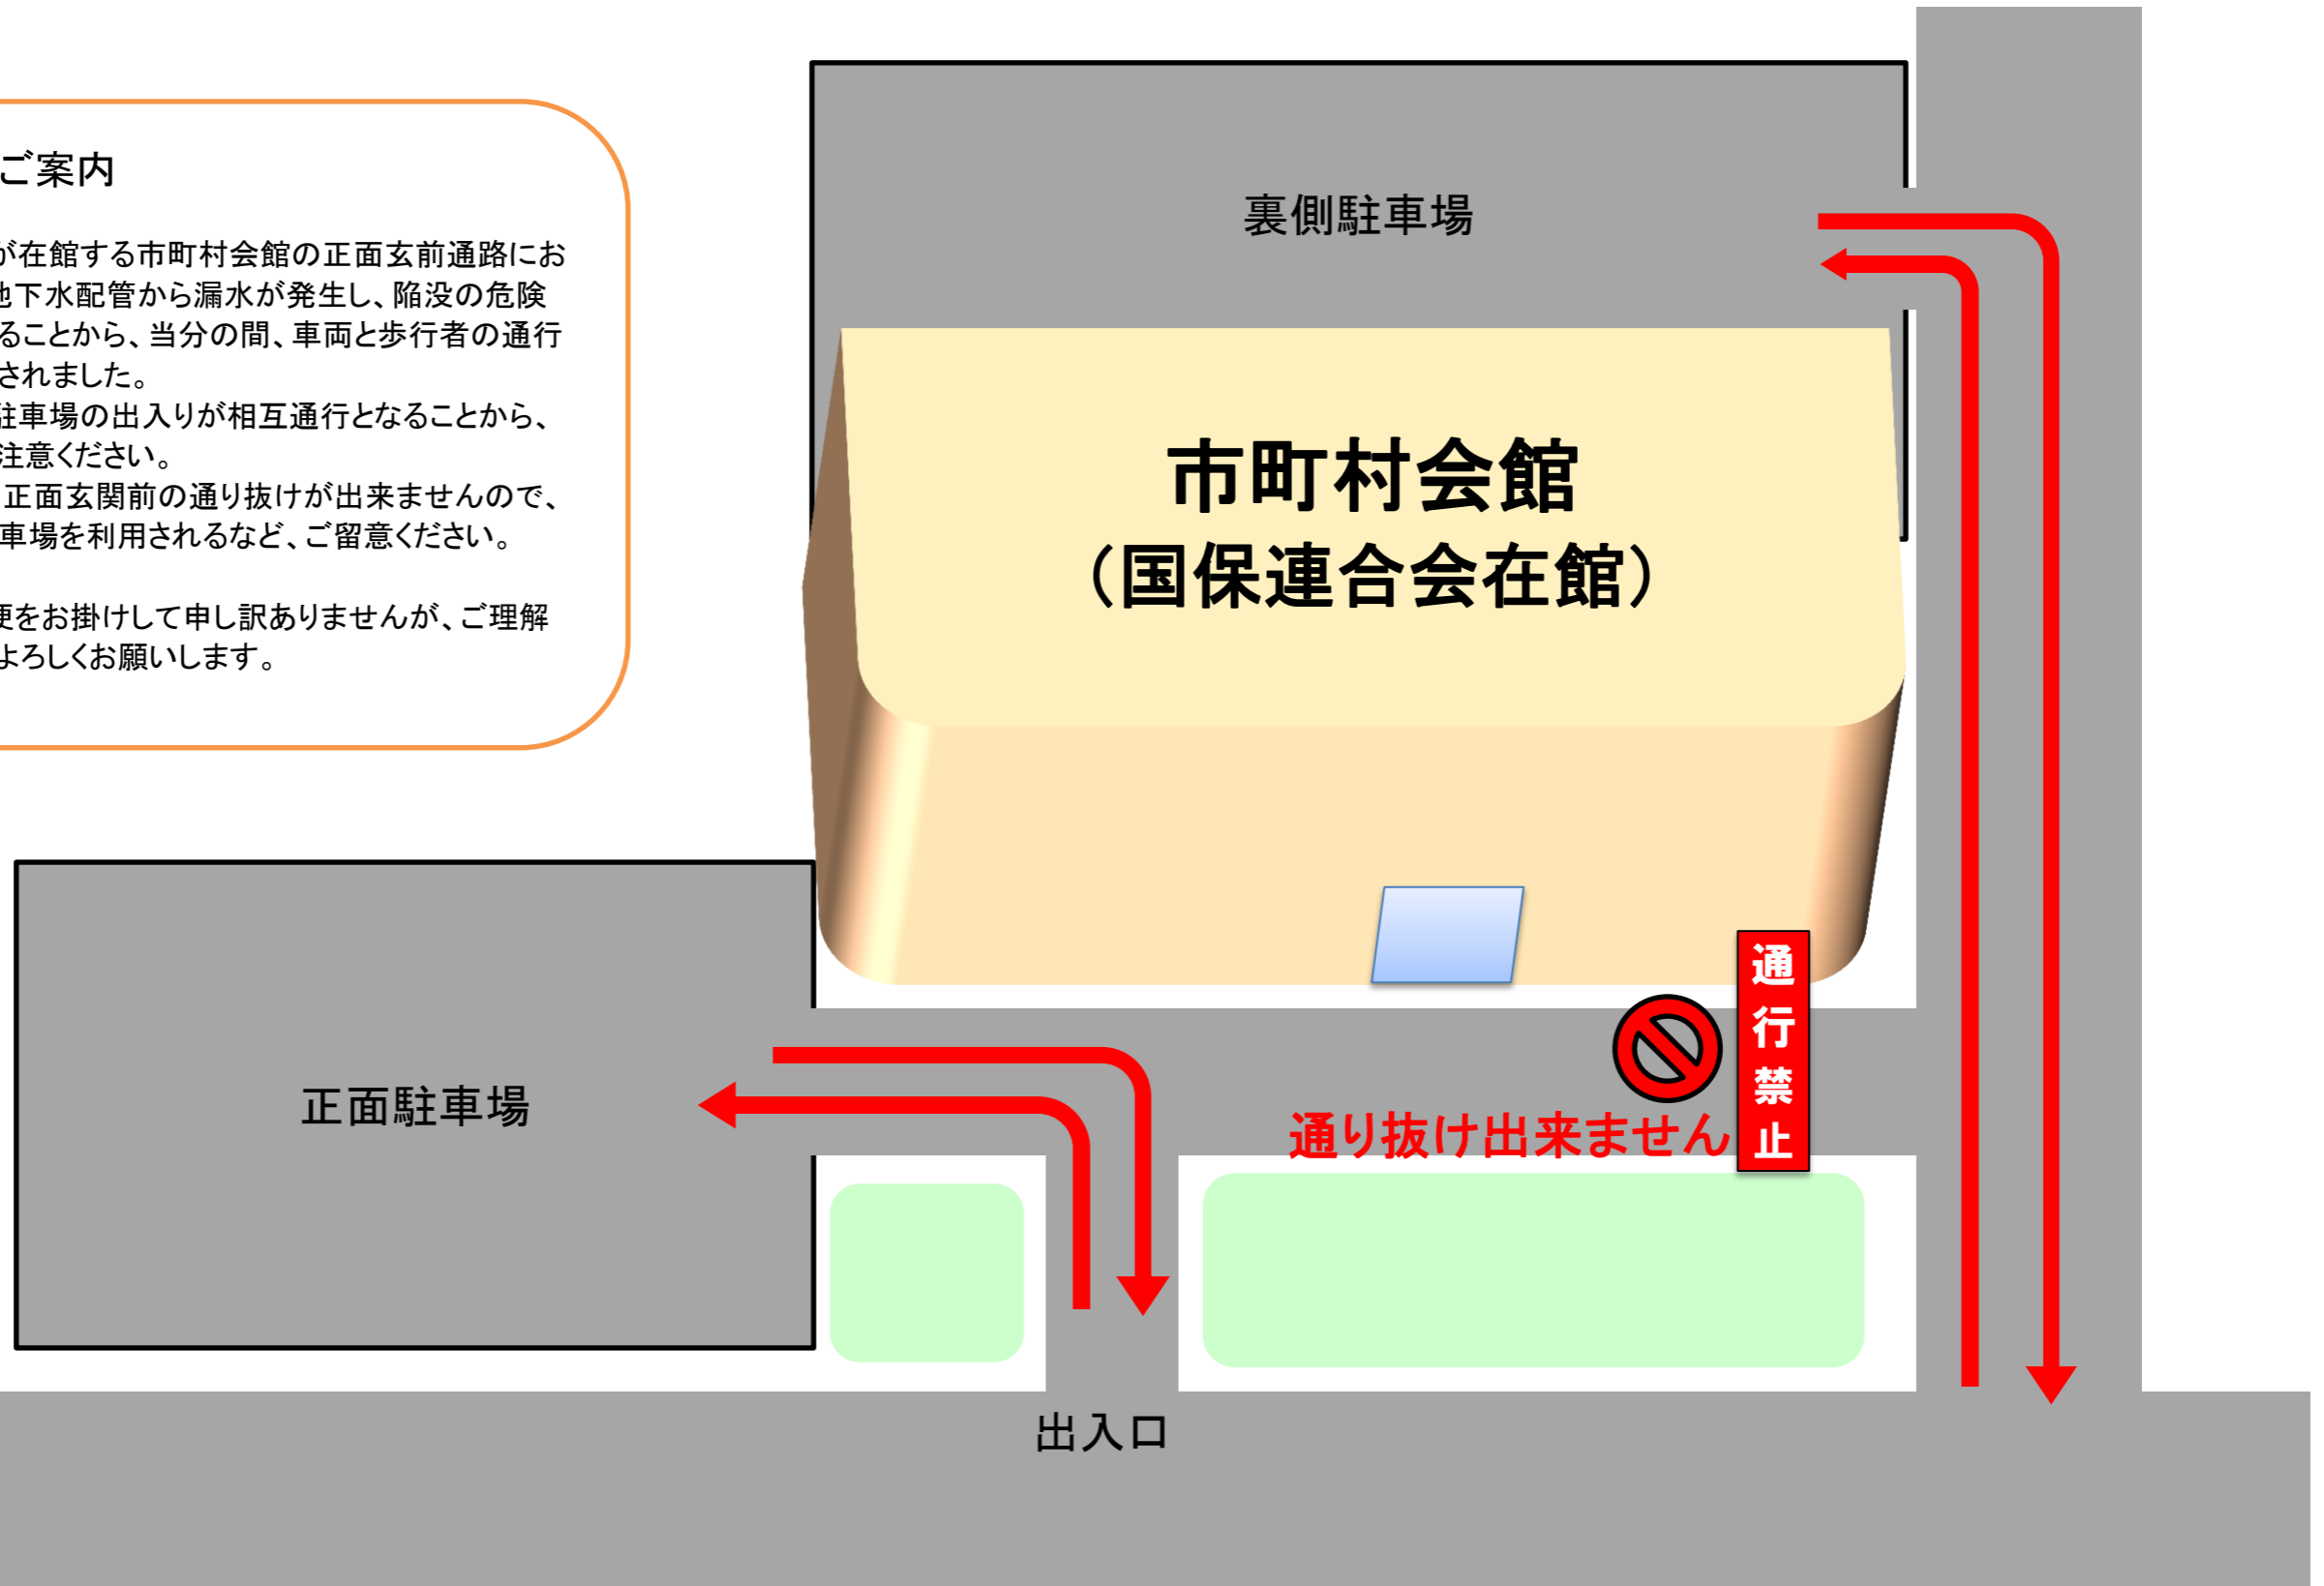 ご案内
が在館する市町村会館の正面玄前通路にお
地下水配管から漏水が発生し、陥没の危険
ることから、当分の間、車両と歩行者の通行
されました。
駐車場の出入りが相互通行となることから、
注意ください。
正面玄関前の通り抜けが出来ませんので、
車場を利用されるなど、ご留意ください。
便をお掛けして申し訳ありませんが、ご理解
よろしくお願いします。
裏側駐車場
市町村会館
（国保連合会在館）
正面駐車場
通行禁止
通り抜け出来ません
出入口